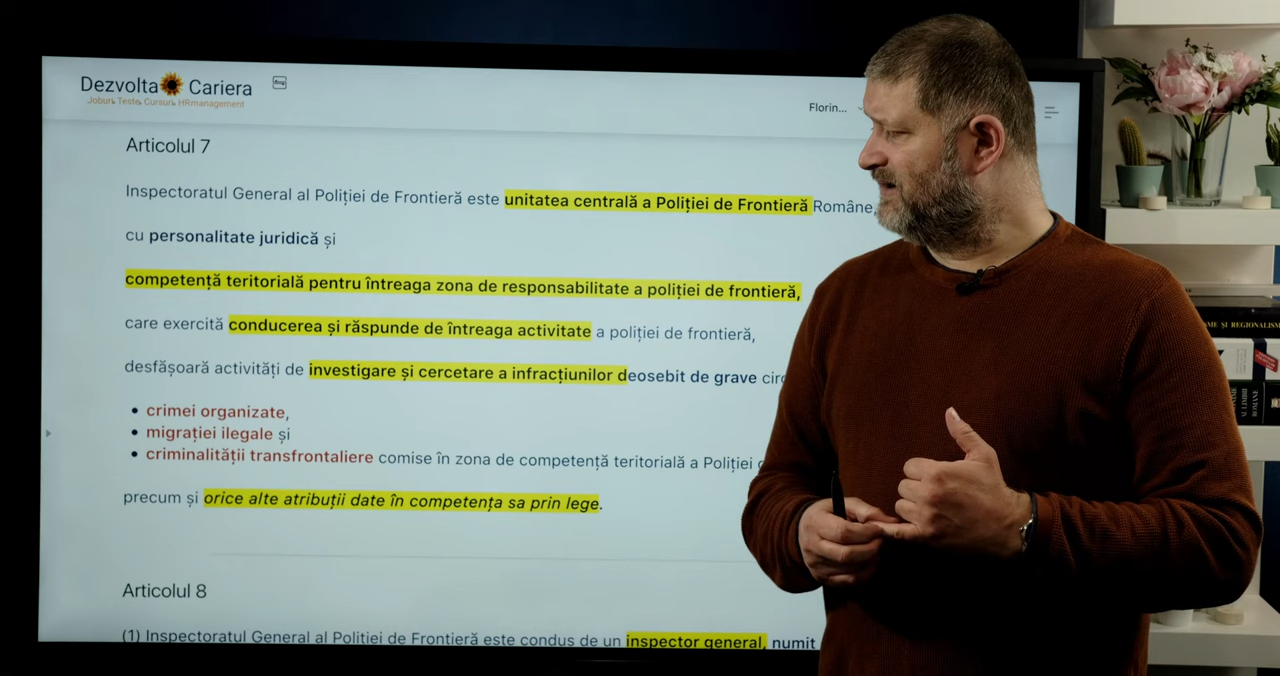 Dezvolta Cariera
Joburi, Teste, Cursuri, HRmanagement
Florin...
Articolul 7
Inspectoratul General al Poliției de Frontieră este unitatea centrală a Poliției de Frontieră Române,
cu personalitate juridică și
competență teritorială pentru întreaga zona de responsabilitate a poliției de frontieră,
care exercită conducerea și răspunde de întreaga activitate a poliției de frontieră,
desfășoară activități de investigare și cercetare a infracțiunilor deosebit de grave
• crimei organizate,
• migrației ilegale și
• criminalității transfrontaliere comise în zona de competență teritorială a Poliției
precum și orice alte atribuții date în competența sa prin lege.
Articolul 8
(1) Inspectoratul General al Poliției de Frontieră este condus de un inspector general, numit
ME ȘI REGIONALISM